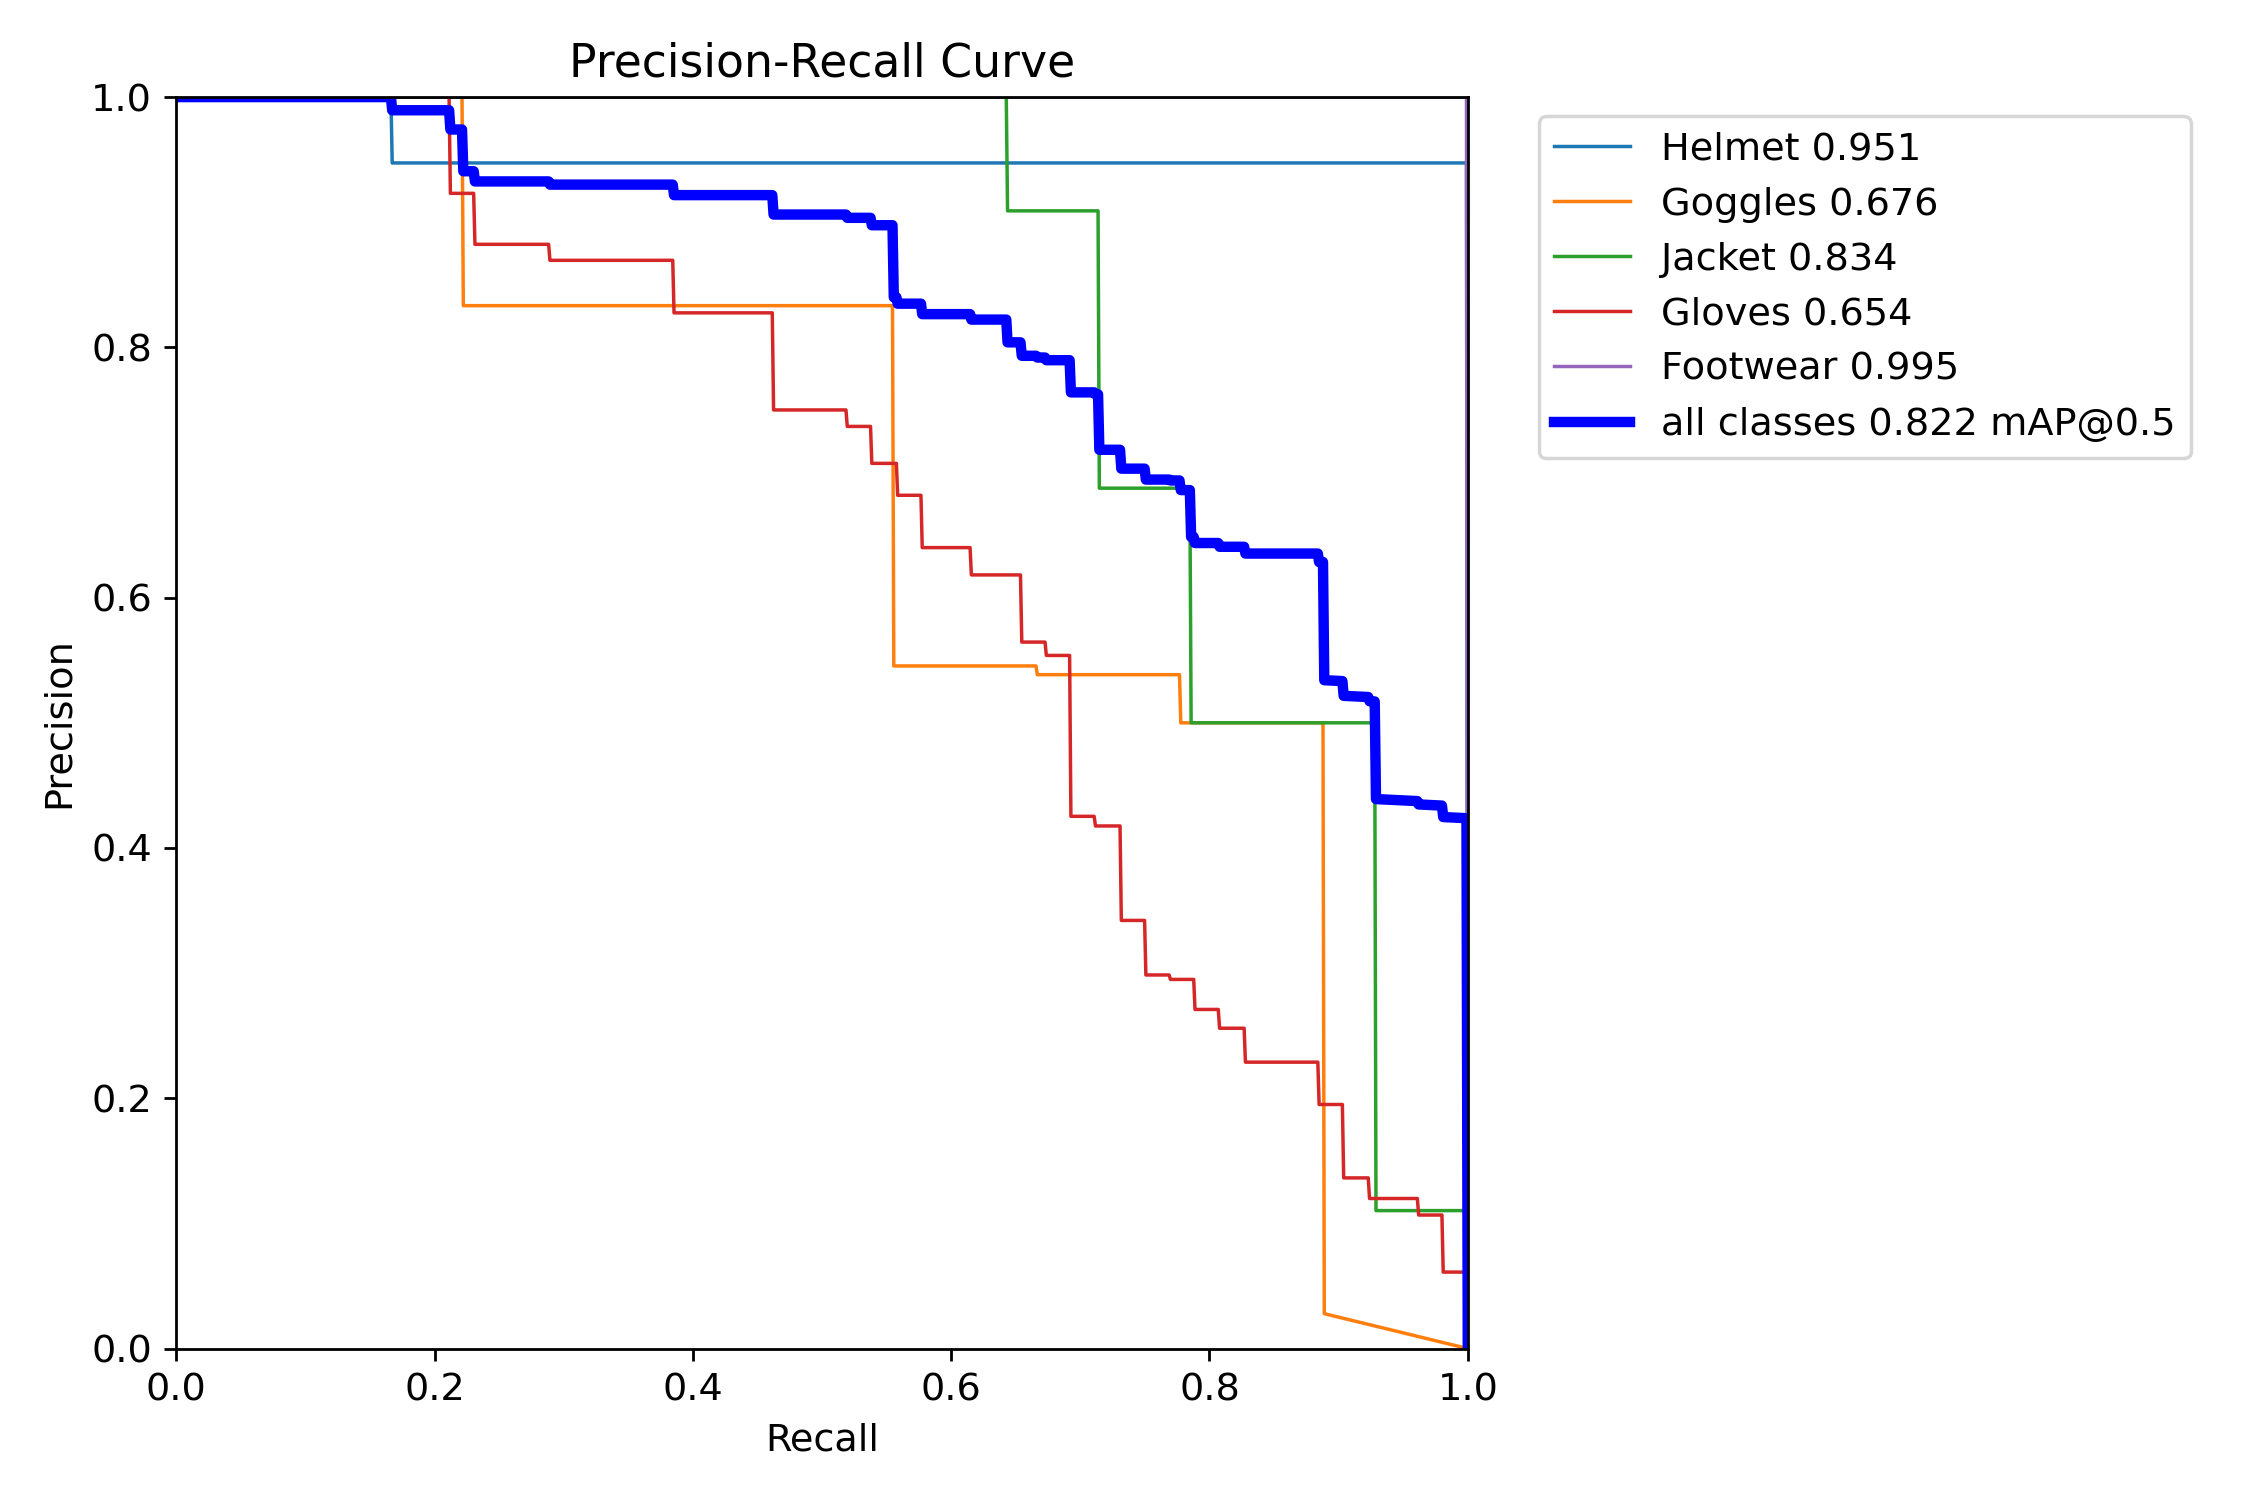 Precision-Recall Curve
1.0
0.8
0.6
0.4
0.2
0.0
Precision
0.0 0.2 0.4 0.6 0.8 1.0
Recall
Helmet 0.951
Goggles 0.676
Jacket 0.834
Gloves 0.654
Footwear 0.995
all classes 0.822 mAP@0.5